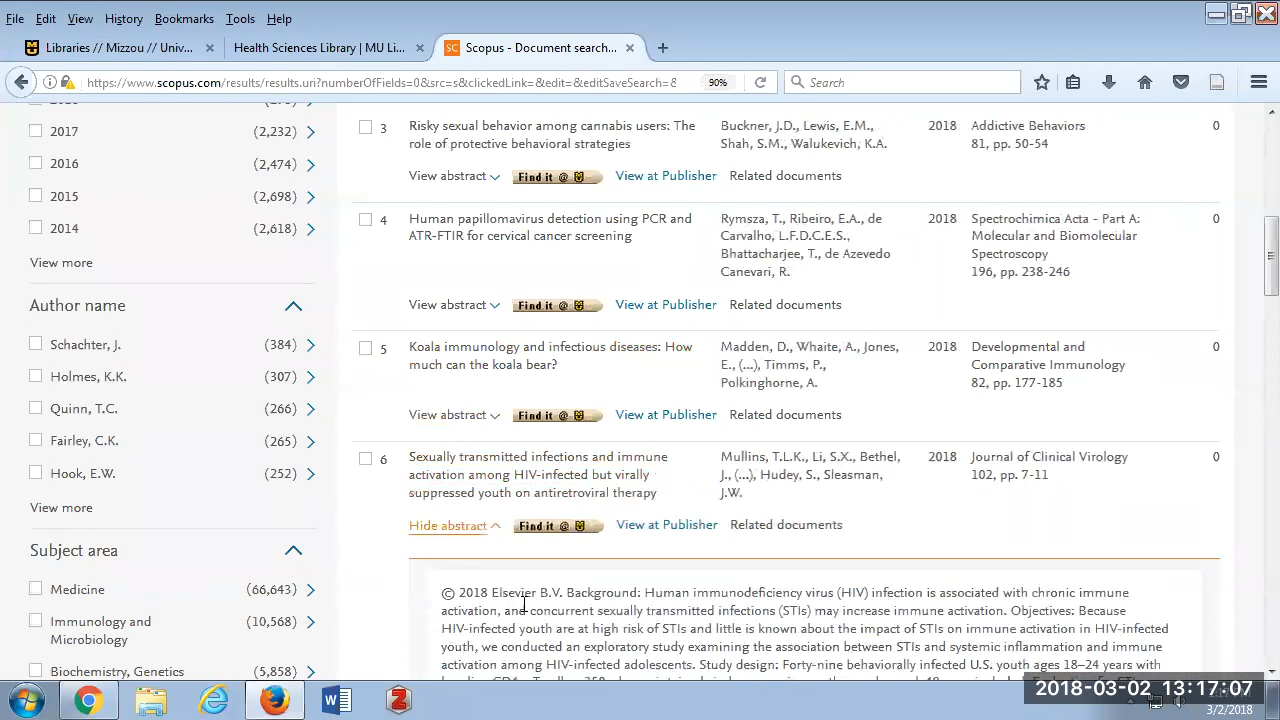 File Edit View History Bookmarks Tools Help
Libraries // Mizzou // Univ... × Health Sciences Library | MU Li... × SC Scopus - Document search... × +
https://www.scopus.com/results/results.uri?numberOfFields=0&src=s&clickedLink=&edit=&editSaveSearch=& 90% Search
2017 (2,232)
2016 (2,474)
2015 (2,698)
2014 (2,618)
View more
Author name
Schachter, J. (384)
Holmes, K.K. (307)
Quinn, T.C. (266)
Fairley, C.K. (265)
Hook, E.W. (252)
View more
Subject area
Medicine (66,643)
Immunology and (10,568)
Microbiology
Biochemistry, Genetics (5,858)
3 Risky sexual behavior among cannabis users: The Buckner, J.D., Lewis, E.M., 2018 Addictive Behaviors 0
role of protective behavioral strategies Shah, S.M., Walukevich, K.A. 81, pp. 50-54
View abstract Find it @ View at Publisher Related documents
4 Human papillomavirus detection using PCR and Rymsza, T., Ribeiro, E.A., de 2018 Spectrochimica Acta - Part A: 0
ATR-FTIR for cervical cancer screening Carvalho, L.F.D.C.E.S., Molecular and Biomolecular
Bhattacharjee, T., de Azevedo Spectroscopy
Canevari, R. 196, pp. 238-246
View abstract Find it @ View at Publisher Related documents
5 Koala immunology and infectious diseases: How Madden, D., Whaite, A., Jones, 2018 Developmental and 0
much can the koala bear? E., (...), Timms, P., Comparative Immunology
Polkinghorne, A. 82, pp. 177-185
View abstract Find it @ View at Publisher Related documents
6 Sexually transmitted infections and immune Mullins, T.L.K., Li, S.X., Bethel, 2018 Journal of Clinical Virology 0
activation among HIV-infected but virally J., (...), Hudey, S., Sleasman, 102, pp. 7-11
suppressed youth on antiretroviral therapy J.W.
Hide abstract Find it @ View at Publisher Related documents
© 2018 Elsevier B.V. Background: Human immunodeficiency virus (HIV) infection is associated with chronic immune
activation, and concurrent sexually transmitted infections (STIs) may increase immune activation. Objectives: Because
HIV-infected youth are at high risk of STIs and little is known about the impact of STIs on immune activation in HIV-infected
youth, we conducted an exploratory study examining the association between STIs and systemic inflammation and immune
activation among HIV-infected adolescents. Study design: Forty-nine behaviorally infected U.S. youth ages 18–24 years with
2018-03-02 13:17:07
3/2/2018